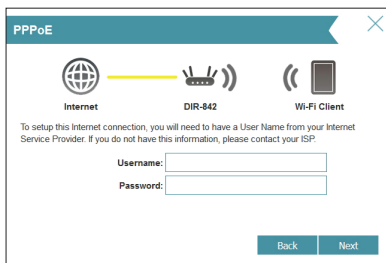 PPPoE
Internet
DIR-842
Wi-Fi Client
To setup this Internet connection, you will need to have a User Name from your Internet
Service Provider. If you do not have this information, please contact your ISP.
Username:
Password:
Back
Next